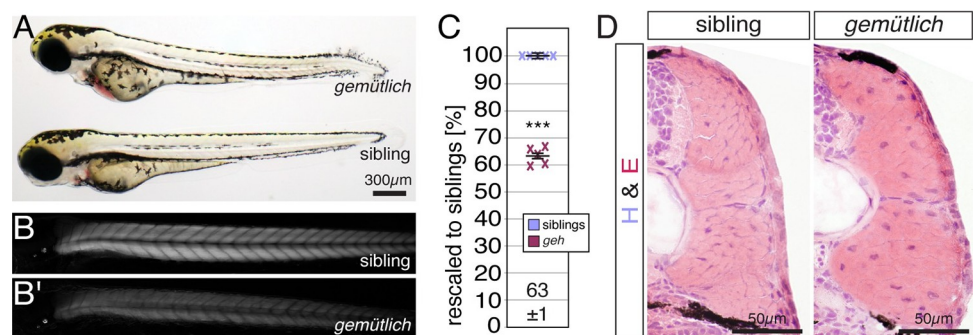 A
gemütlich
sibling
300µm
B
sibling
B'
gemütlich
C
rescaled to siblings [%]
100
90
80
70
60
50
40
30
20
10
0
***
siblings
geh
63
±1
D
sibling
gemütlich
H & E
50µm
50µm